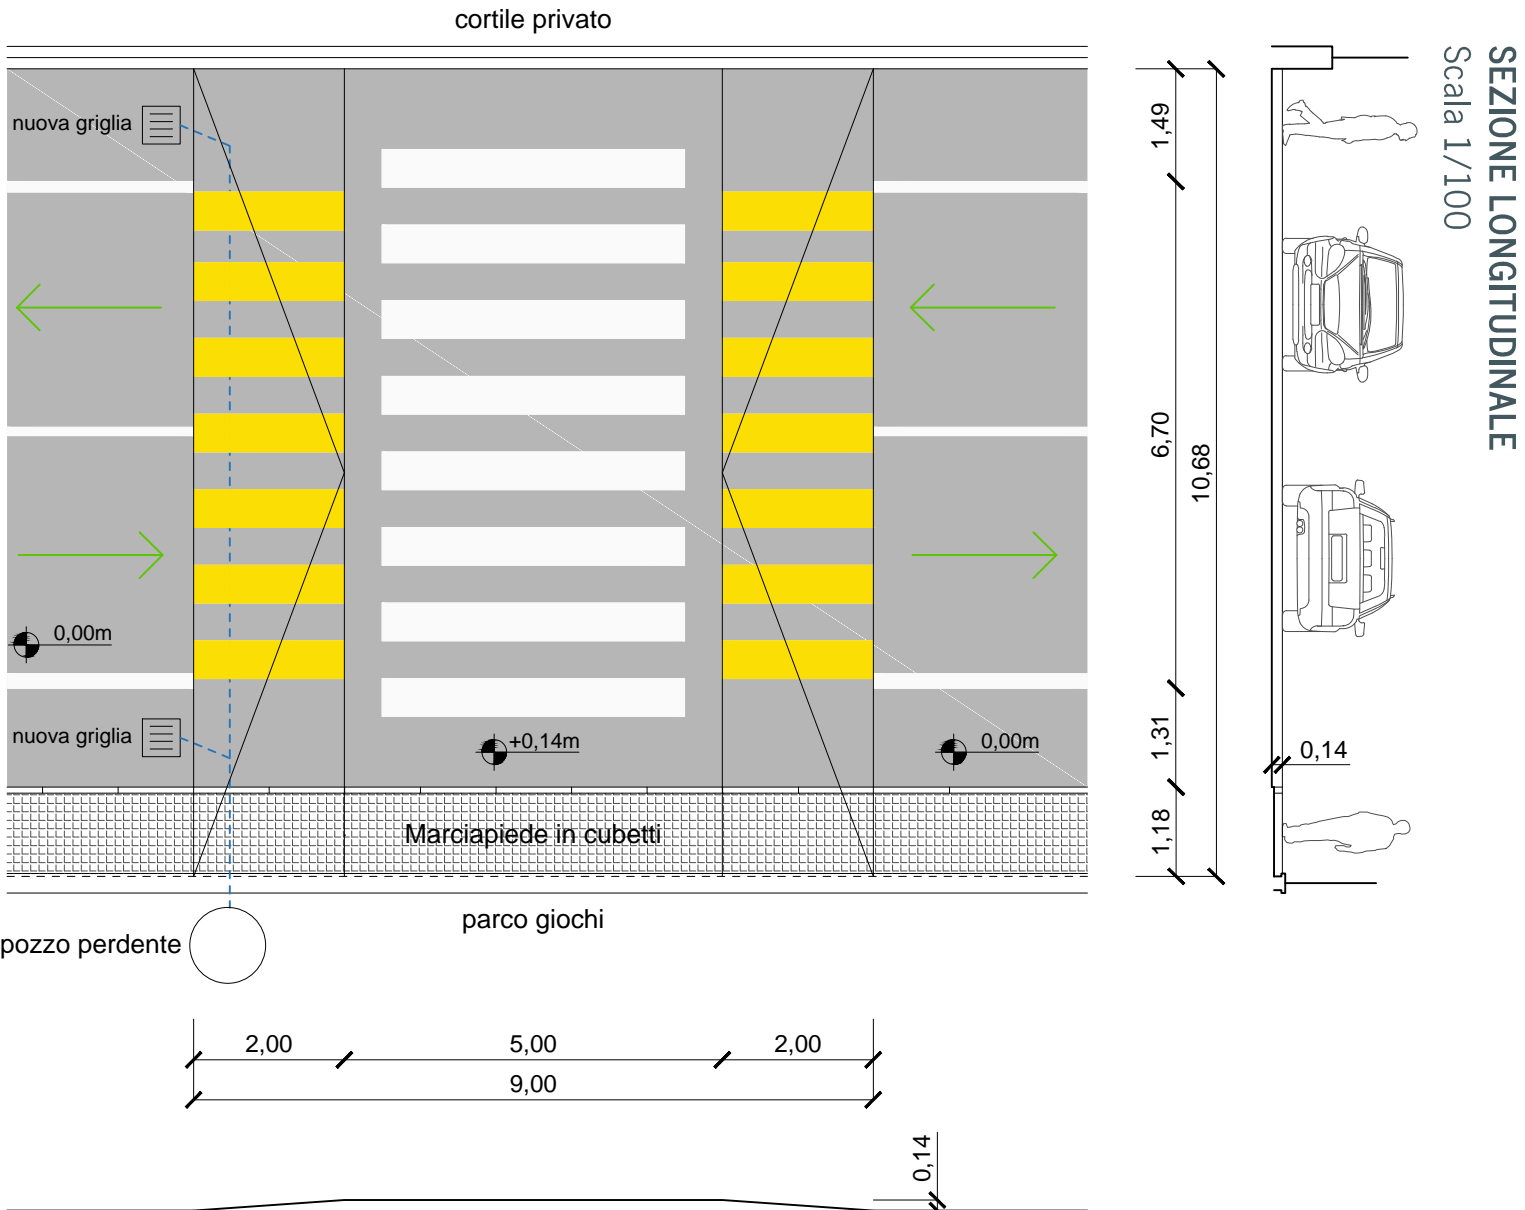 cortile privato
SEZIONE LONGITUDINALE
Scala 1/100
nuova griglia
1,49
6,70
10,68
0,00m
nuova griglia
+0,14m
0,00m
1,31
0,14
Marciapiede in cubetti
1,18
parco giochi
pozzo perdente
2,00
5,00
2,00
9,00
0,14